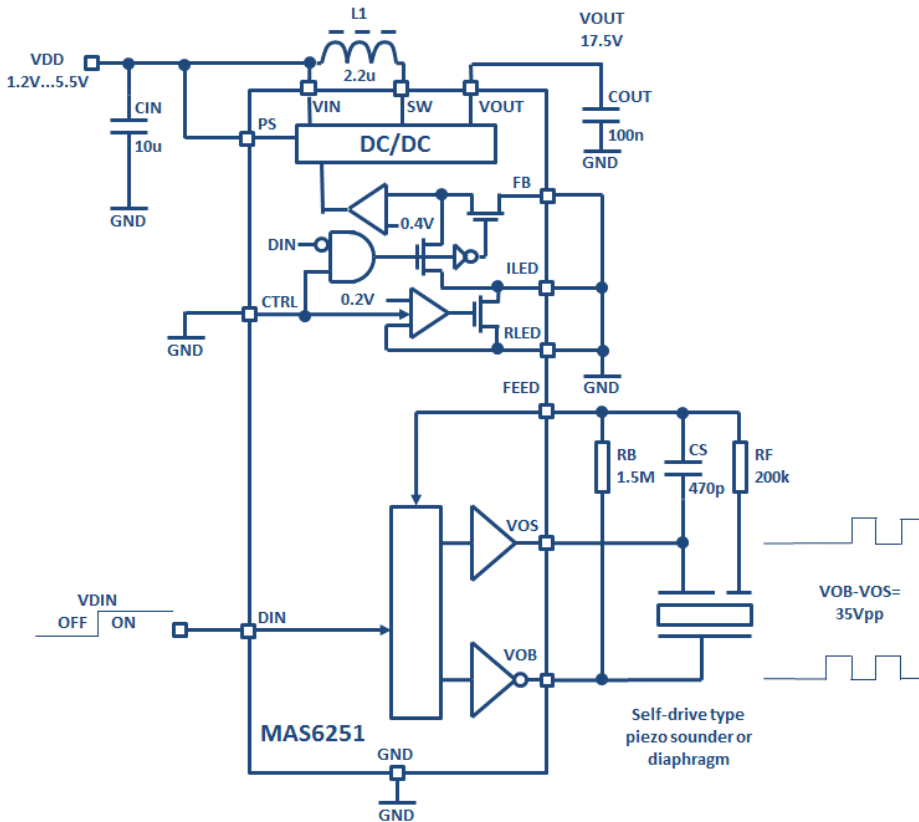 L1
VOUT
17.5V
VDD
1.2V...5.5V
2.2u
CIN
10u
COUT
100n
VIN
SW
VOUT
PS
DC/DC
GND
GND
FB
0.4V
DIN
ILED
CTRL
0.2V
RLED
GND
GND
FEED
RB
1.5M
CS
470p
RF
200k
VOS
VDIN
OFF
ON
DIN
VOB-VOS=
35Vpp
VOB
Self-drive type
piezo sounder or
diaphragm
MAS6251
GND
GND